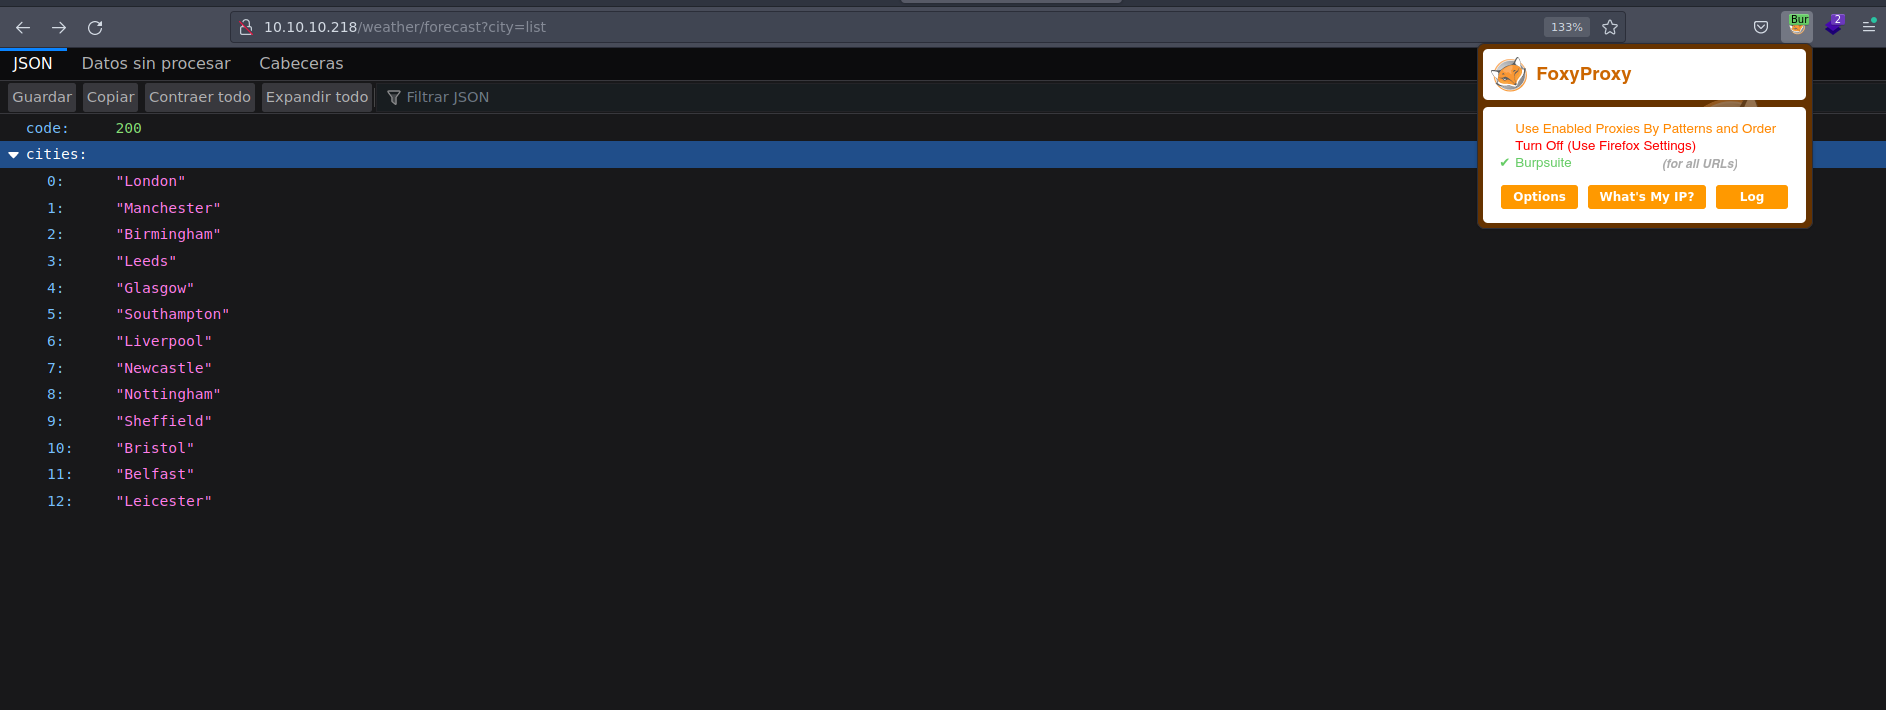 10.10.10.218/weather/forecast?city=list
133%
Bur
2
JSON Datos sin procesar Cabeceras
Guardar Copiar Contraer todo Expandir todo Filtrar JSON
code: 200
cities:
0: "London"
1: "Manchester"
2: "Birmingham"
3: "Leeds"
4: "Glasgow"
5: "Southampton"
6: "Liverpool"
7: "Newcastle"
8: "Nottingham"
9: "Sheffield"
10: "Bristol"
11: "Belfast"
12: "Leicester"
FoxyProxy
Use Enabled Proxies By Patterns and Order
Turn Off (Use Firefox Settings)
✔ Burpsuite (for all URLs)
Options What's My IP? Log